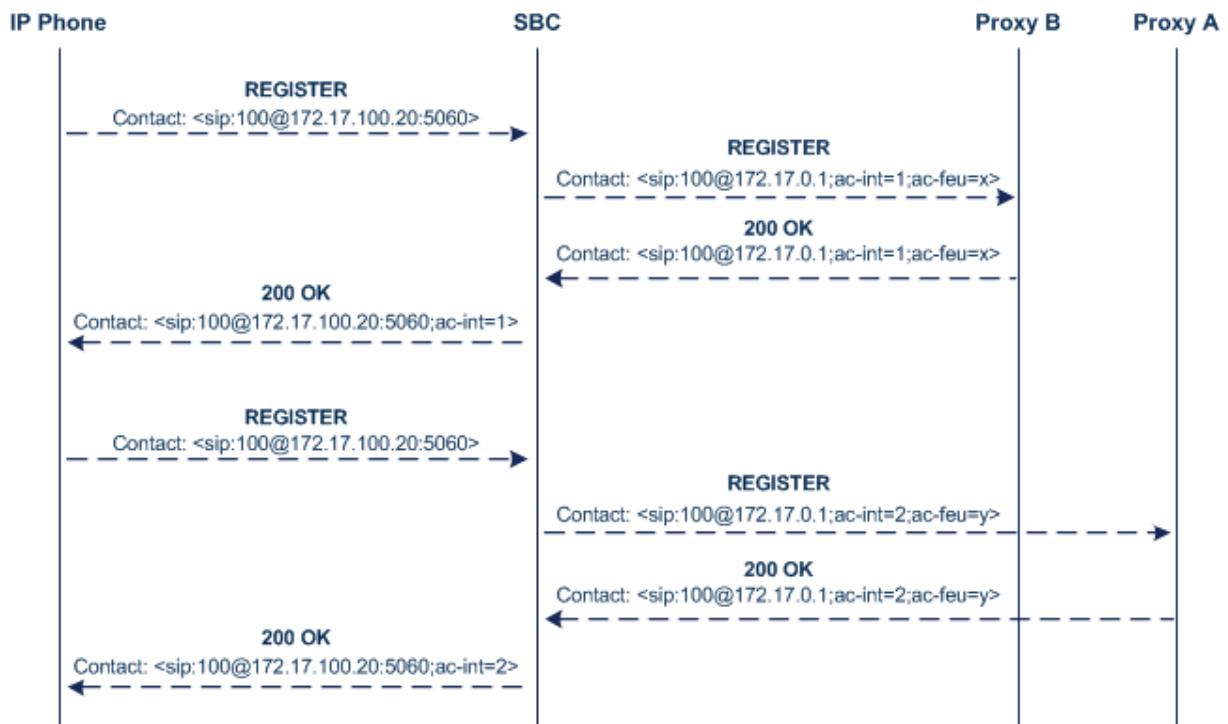 IP Phone SBC Proxy B Proxy A
REGISTER
Contact: <sip:100@172.17.100.20:5060>
REGISTER
Contact: <sip:100@172.17.0.1;ac-int=1;ac-feu=x>
200 OK
Contact: <sip:100@172.17.0.1;ac-int=1;ac-feu=x>
200 OK
Contact: <sip:100@172.17.100.20:5060;ac-int=1>
REGISTER
Contact: <sip:100@172.17.100.20:5060>
REGISTER
Contact: <sip:100@172.17.0.1;ac-int=2;ac-feu=y>
200 OK
Contact: <sip:100@172.17.0.1;ac-int=2;ac-feu=y>
200 OK
Contact: <sip:100@172.17.100.20:5060;ac-int=2>